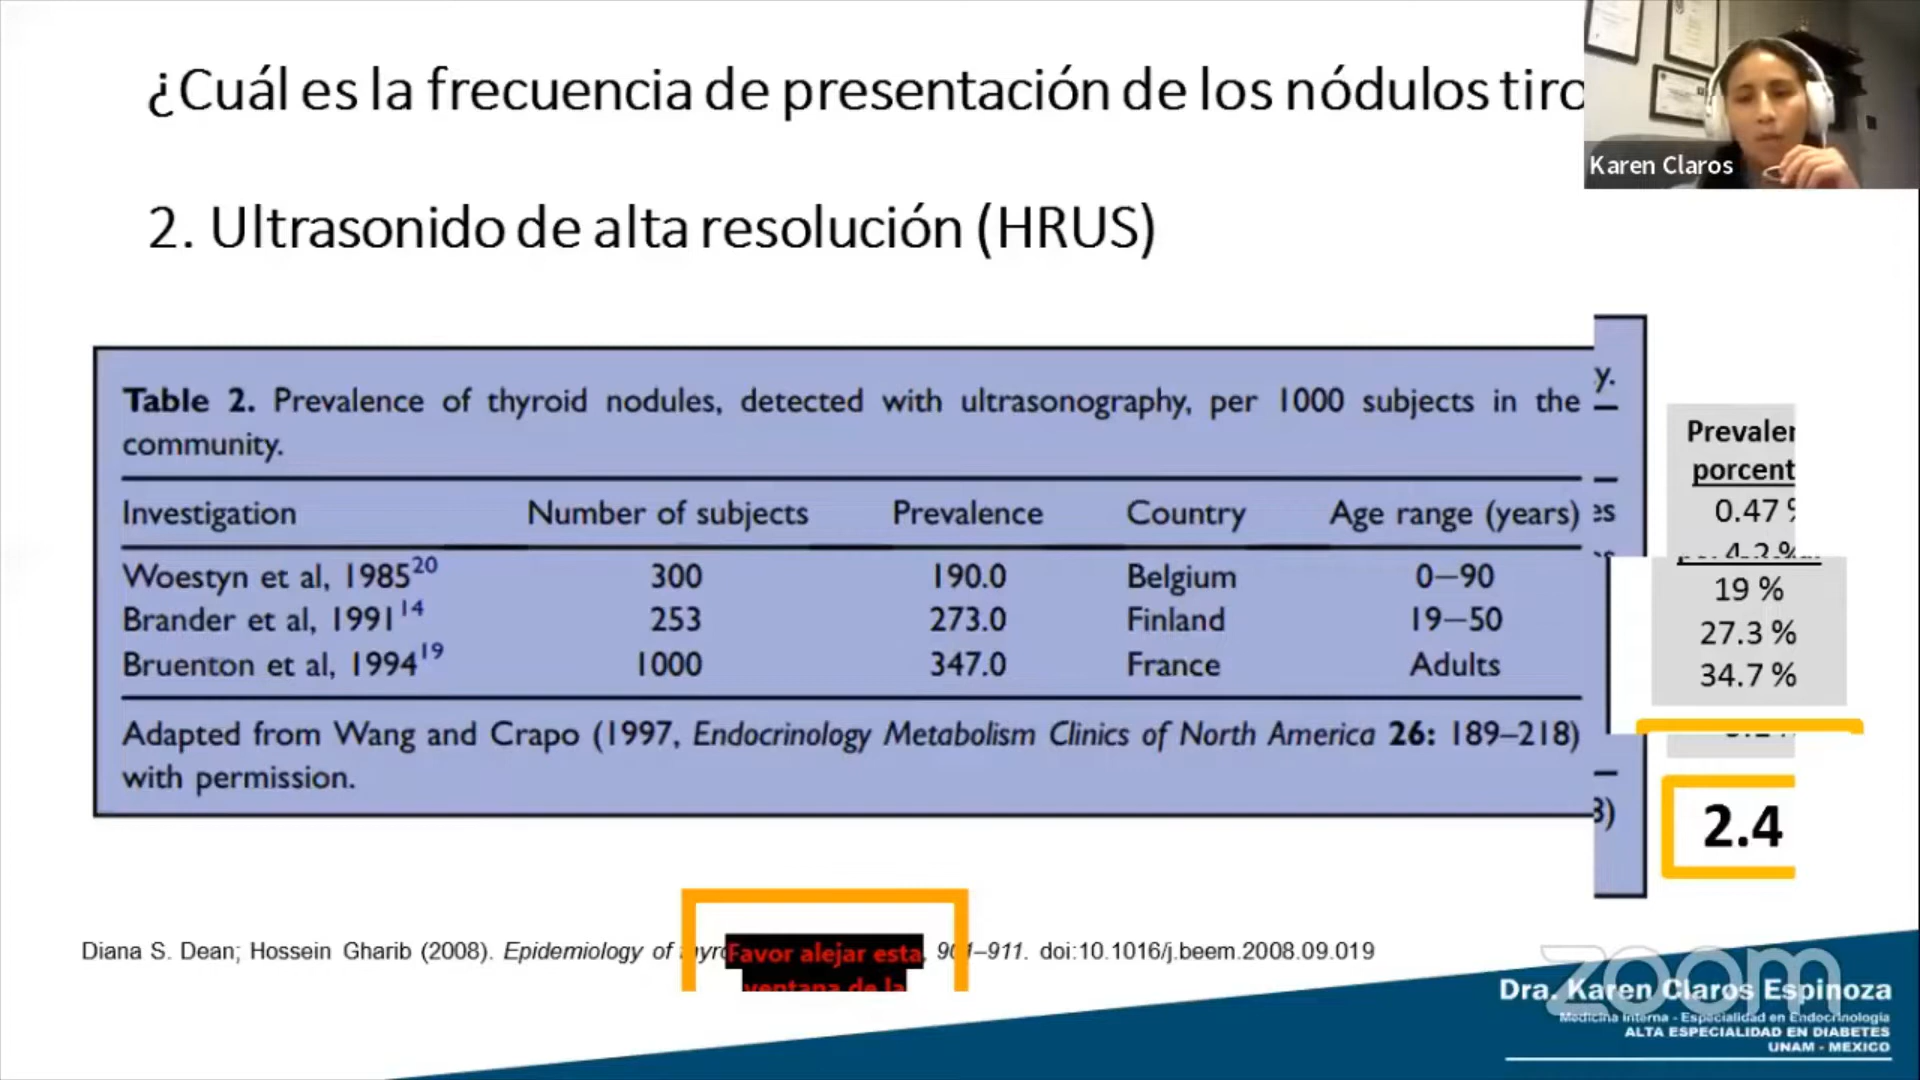 ¿Cuál es la frecuencia de presentación de los nódulos tiro
Karen Claros
2. Ultrasonido de alta resolución (HRUS)
Table 2. Prevalence of thyroid nodules, detected with ultrasonography, per 1000 subjects in the
community.
Investigation Number of subjects Prevalence Country Age range (years)
Woestyn et al, 1985²⁰ 300 190.0 Belgium 0–90
Brander et al, 1991¹⁴ 253 273.0 Finland 19–50
Bruenton et al, 1994¹⁹ 1000 347.0 France Adults
Adapted from Wang and Crapo (1997, Endocrinology Metabolism Clinics of North America 26: 189–218)
with permission.
y.
es
3)
Prevalen
porcent
0.47 %
4.2 %
19 %
27.3 %
34.7 %
2.4
Diana S. Dean; Hossein Gharib (2008). Epidemiology of 901–911. doi:10.1016/j.beem.2008.09.019
Favor alejar esta
ventana de la
zoom
Dra. Karen Claros Espinoza
Medicina Interna - Especialidad en Endocrinología
ALTA ESPECIALIDAD EN DIABETES
UNAM - MEXICO